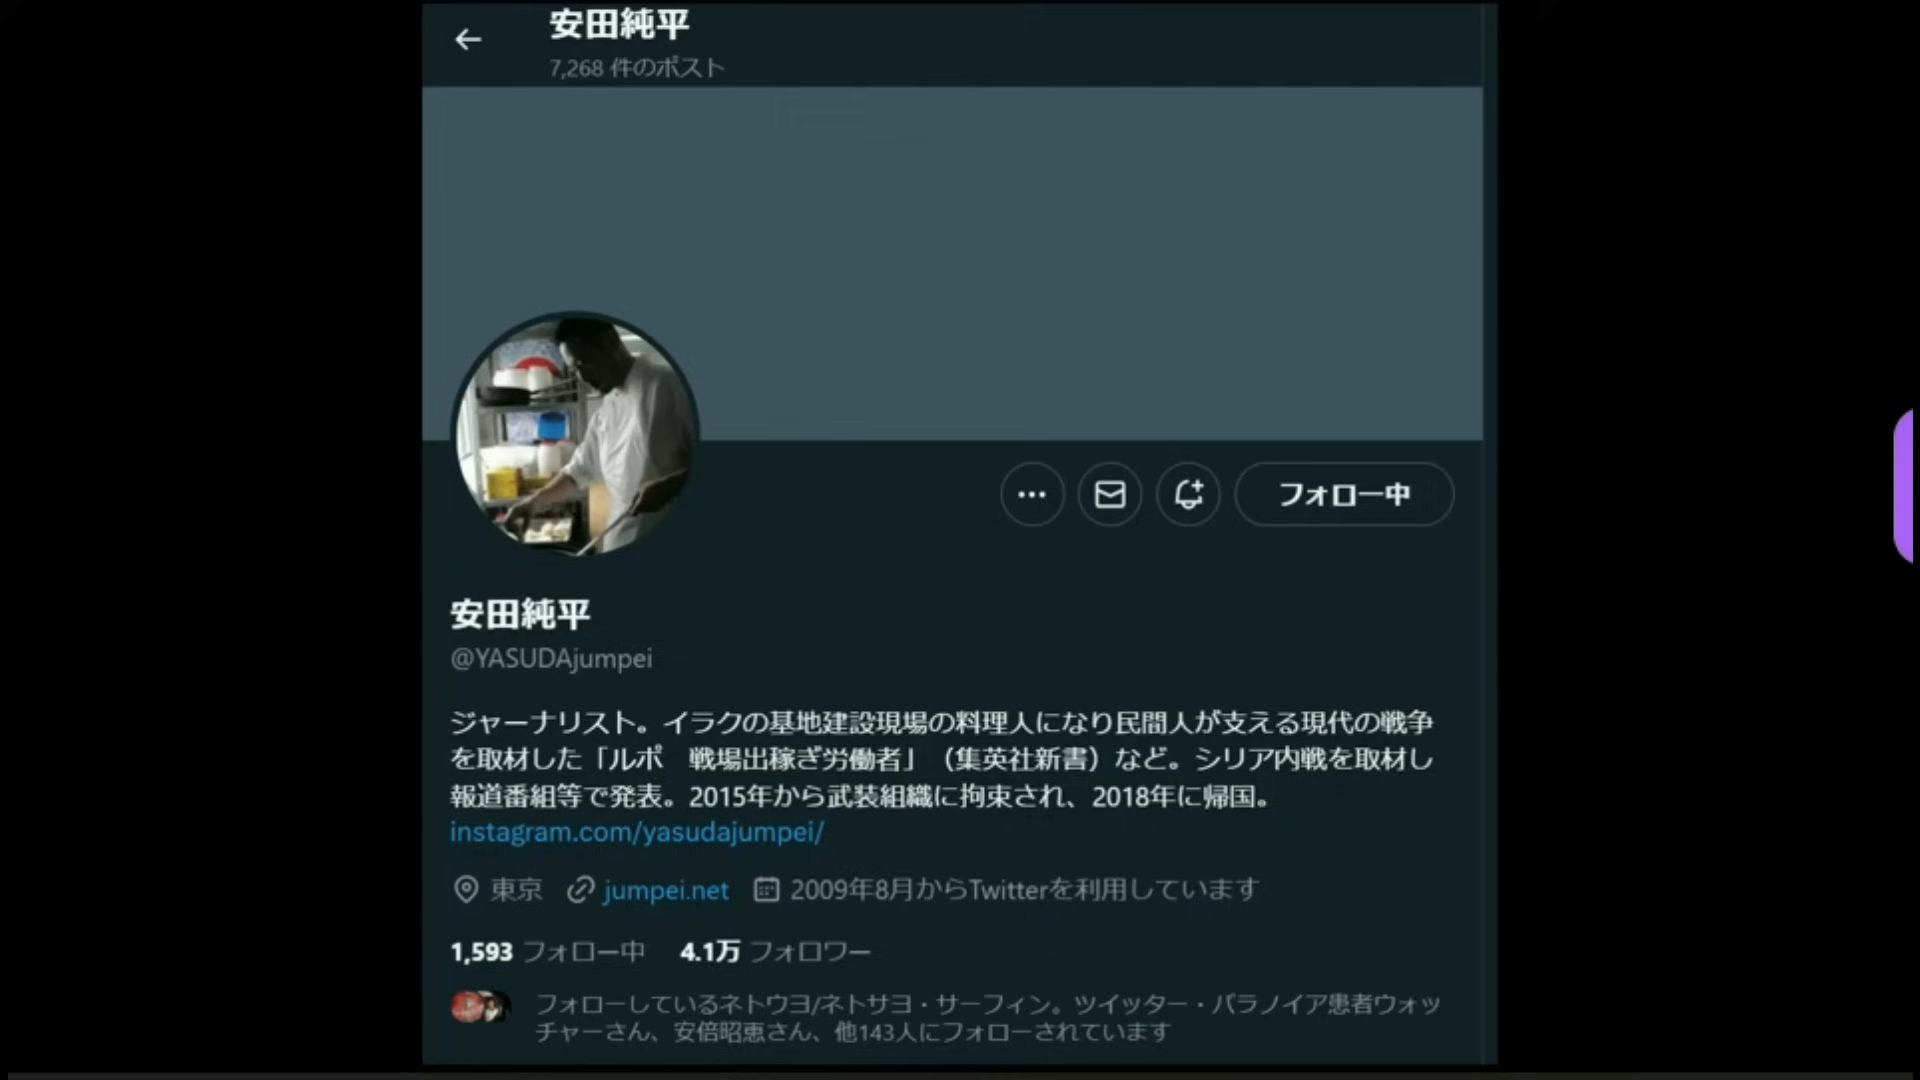 安田純平
7,268 件のポスト
フォロー中
安田純平
@YASUDAjumpei
ジャーナリスト。イラクの基地建設現場の料理人になり民間人が支える現代の戦争
を取材した「ルポ　戦場出稼ぎ労働者」（集英社新書）など。シリア内戦を取材し
報道番組等で発表。2015年から武装組織に拘束され、2018年に帰国。
instagram.com/yasudajumpei/
東京 jumpei.net 2009年8月からTwitterを利用しています
1,593 フォロー中 4.1万 フォロワー
フォローしているネトウヨ/ネトサヨ・サーフィン。ツイッター・パラノイア患者ウォッ
チャーさん、安倍昭恵さん、他143人にフォローされています